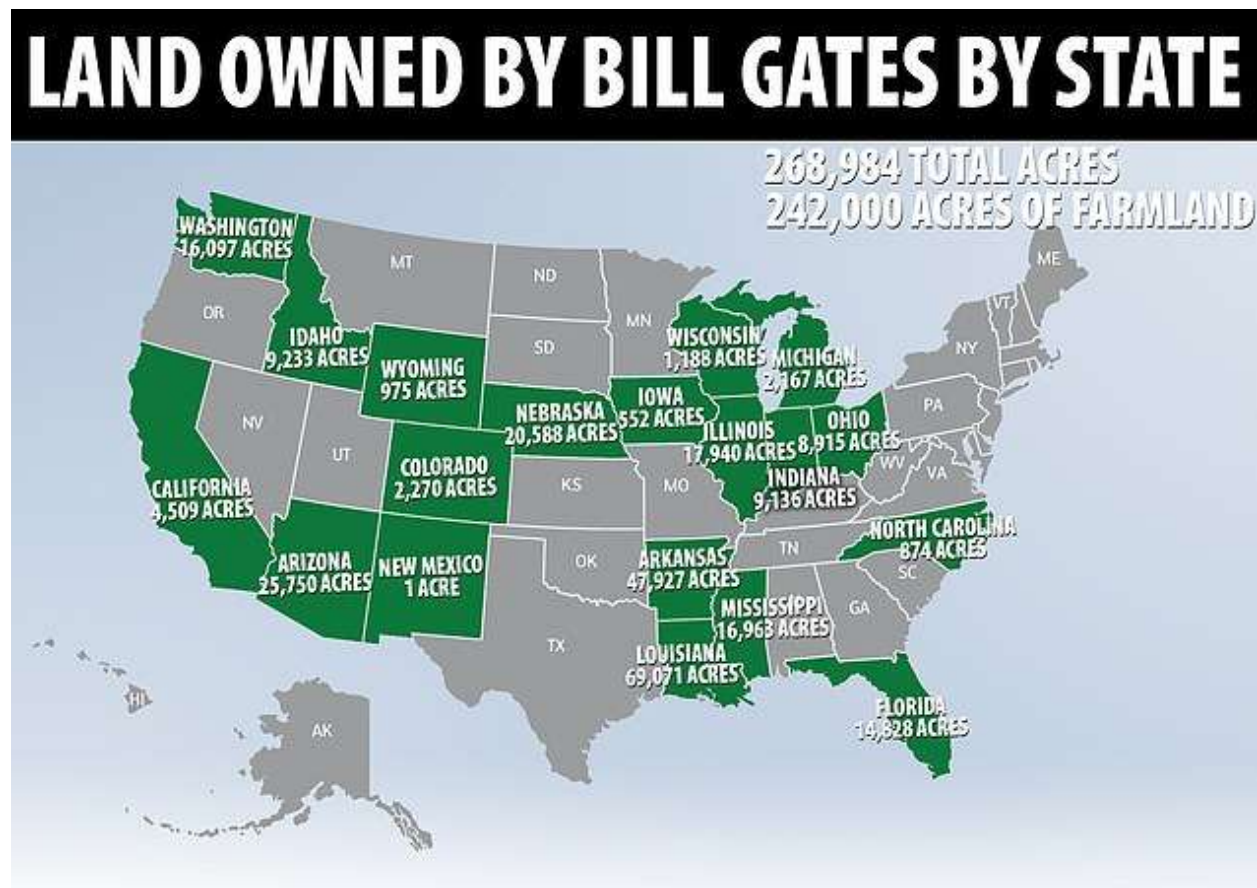 LAND OWNED BY BILL GATES BY STATE
268,984 TOTAL ACRES
242,000 ACRES OF FARMLAND
WASHINGTON
16,097 ACRES
MT
ND
ME
OR
IDAHO
9,233 ACRES
MN
VT
WISCONSIN
1,188 ACRES
SD
MICHIGAN
2,167 ACRES
NY
WYOMING
975 ACRES
IOWA
552 ACRES
PA
NEBRASKA
20,588 ACRES
NV
UT
ILLINOIS
17,940 ACRES
OHIO
8,915 ACRES
COLORADO
2,270 ACRES
KS
MO
INDIANA
9,136 ACRES
WV
VA
CALIFORNIA
4,509 ACRES
NORTH CAROLINA
874 ACRES
ARIZONA
25,750 ACRES
NEW MEXICO
1 ACRE
OK
ARKANSAS
47,927 ACRES
TN
SC
MISSISSIPPI
16,963 ACRES
GA
TX
LOUISIANA
69,071 ACRES
FLORIDA
14,828 ACRES
HI
AK